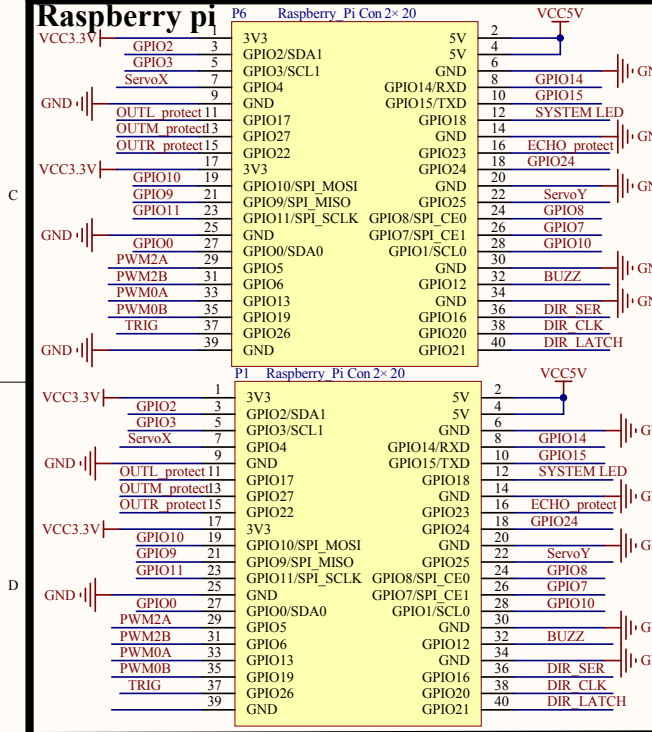 Raspberry pi
P6 Raspberry_Pi Con 2×20 VCC5V
VCC3.3V 1 3V3 5V 2
GPIO2 3 GPIO2/SDA1 5V 4
GPIO3 5 GPIO3/SCL1 GND 6
ServoX 7 GPIO4 GPIO14/RXD 8 GPIO14
GND 9 GND GPIO15/TXD 10 GPIO15
OUTL_protect 11 GPIO17 GPIO18 12 SYSTEM LED
OUTM_protect 13 GPIO27 GND 14
OUTR_protect 15 GPIO22 GPIO23 16 ECHO_protect
VCC3.3V 17 3V3 GPIO24 18 GPIO24
GPIO10 19 GPIO10/SPI_MOSI GND 20
GPIO9 21 GPIO9/SPI_MISO GPIO25 22 ServoY
GPIO11 23 GPIO11/SPI_SCLK GPIO8/SPI_CE0 24 GPIO8
GND 25 GND GPIO7/SPI_CE1 26 GPIO7
GPIO0 27 GPIO0/SDA0 GPIO1/SCL0 28 GPIO10
PWM2A 29 GPIO5 GND 30
PWM2B 31 GPIO6 GPIO12 32 BUZZ
PWM0A 33 GPIO13 GND 34
PWM0B 35 GPIO19 GPIO16 36 DIR_SER
TRIG 37 GPIO26 GPIO20 38 DIR_CLK
GND 39 GND GPIO21 40 DIR_LATCH
C
P1 Raspberry_Pi Con 2×20 VCC5V
VCC3.3V 1 3V3 5V 2
GPIO2 3 GPIO2/SDA1 5V 4
GPIO3 5 GPIO3/SCL1 GND 6
ServoX 7 GPIO4 GPIO14/RXD 8 GPIO14
GND 9 GND GPIO15/TXD 10 GPIO15
OUTL_protect 11 GPIO17 GPIO18 12 SYSTEM LED
OUTM_protect 13 GPIO27 GND 14
OUTR_protect 15 GPIO22 GPIO23 16 ECHO_protect
VCC3.3V 17 3V3 GPIO24 18 GPIO24
GPIO10 19 GPIO10/SPI_MOSI GND 20
GPIO9 21 GPIO9/SPI_MISO GPIO25 22 ServoY
GPIO11 23 GPIO11/SPI_SCLK GPIO8/SPI_CE0 24 GPIO8
GND 25 GND GPIO7/SPI_CE1 26 GPIO7
GPIO0 27 GPIO0/SDA0 GPIO1/SCL0 28 GPIO10
PWM2A 29 GPIO5 GND 30
PWM2B 31 GPIO6 GPIO12 32 BUZZ
PWM0A 33 GPIO13 GND 34
PWM0B 35 GPIO19 GPIO16 36 DIR_SER
TRIG 37 GPIO26 GPIO20 38 DIR_CLK
39 GND GPIO21 40 DIR_LATCH
D